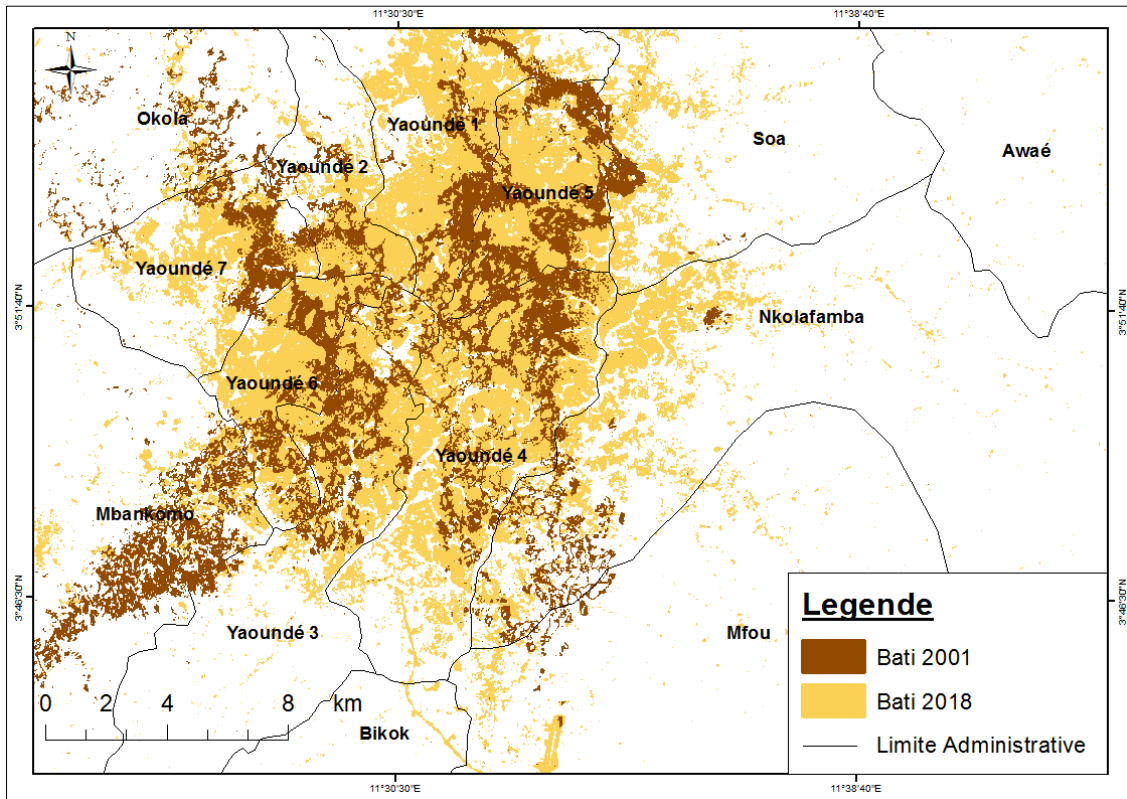 11°30'30"E
11°38'40"E
N
Okola
Yaoundé 1
Yaoundé 2
Soa
Awaé
Yaoundé 5
Yaoundé 7
3°51'40"N
3°51'40"N
Nkolafamba
Yaoundé 6
Yaoundé 4
Mbankomo
3°46'30"N
3°46'30"N
Yaoundé 3
Mfou
Legende
Bati 2001
Bati 2018
Limite Administrative
0 2 4 8 km
Bikok
11°30'30"E
11°38'40"E